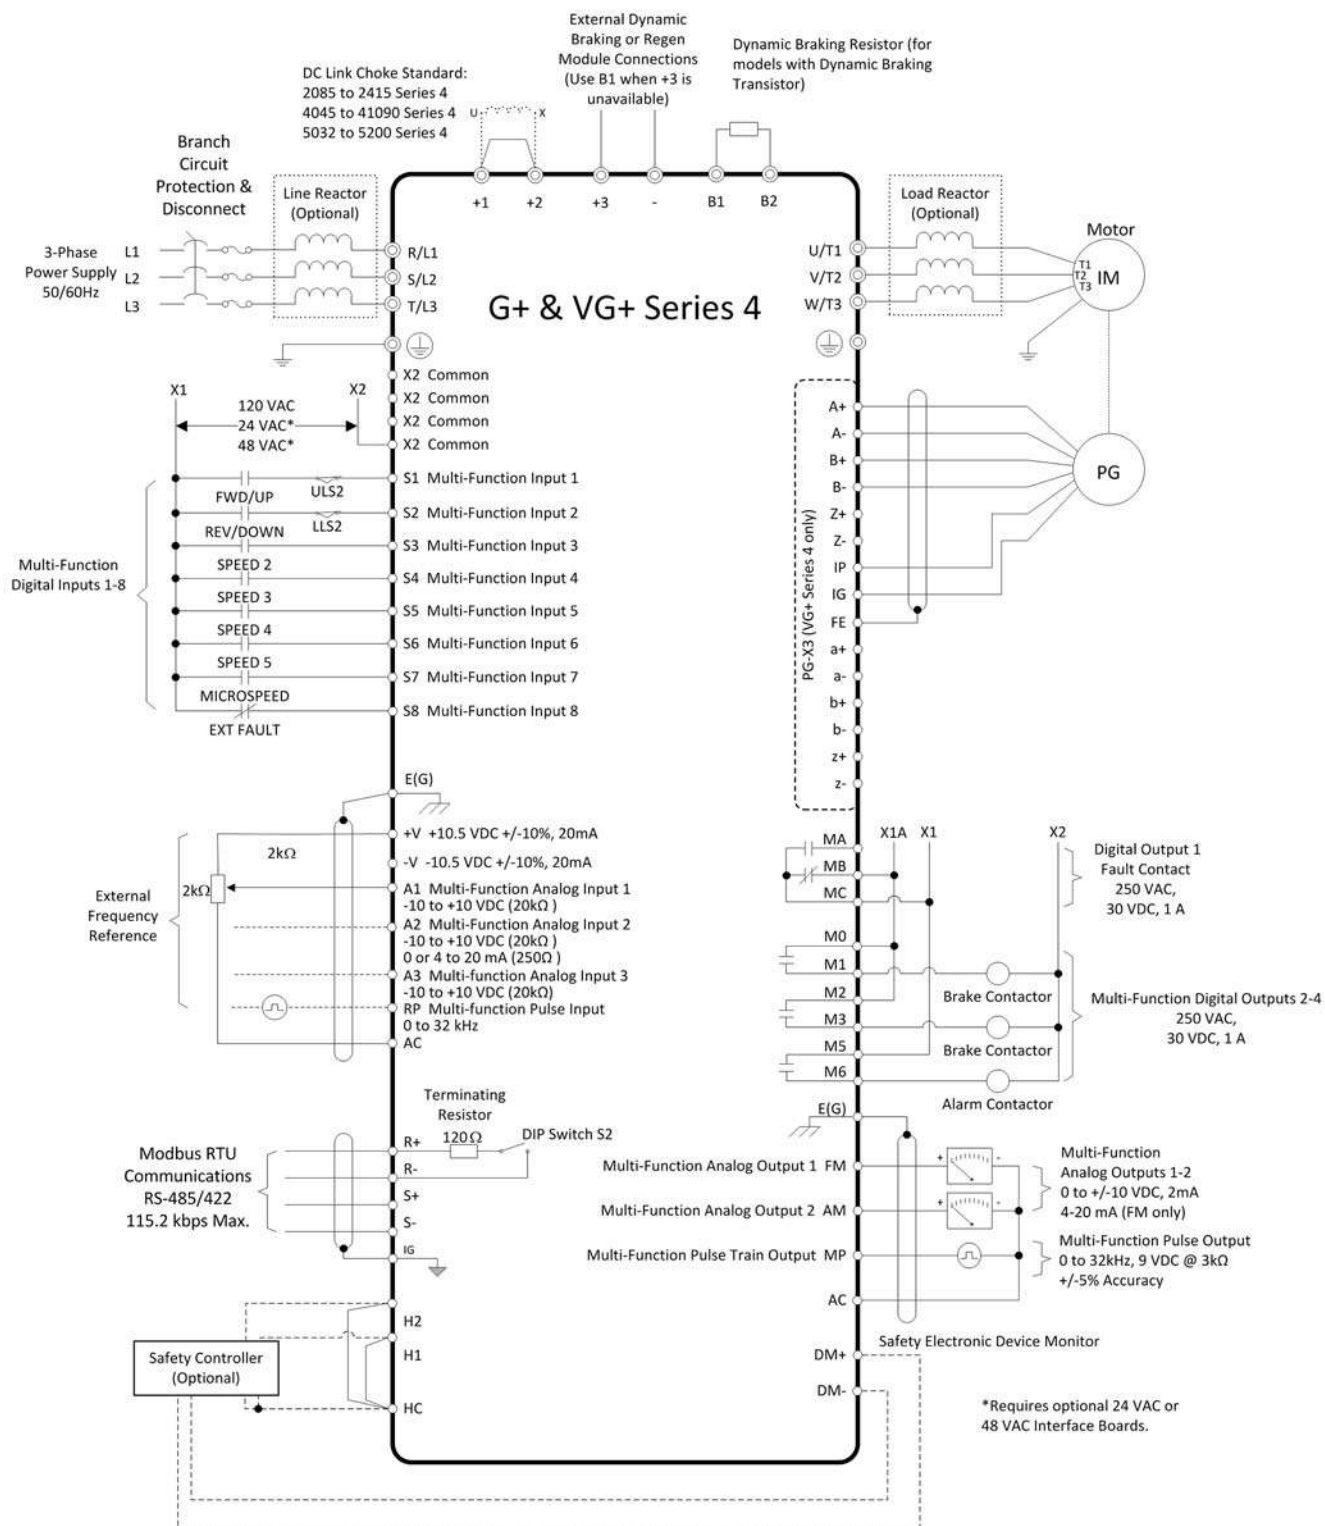 External Dynamic
Braking or Regen
Module Connections
(Use B1 when +3 is
unavailable)
Dynamic Braking Resistor (for
models with Dynamic Braking
Transistor)
DC Link Choke Standard:
2085 to 2415 Series 4
4045 to 41090 Series 4
5032 to 5200 Series 4
U X
Branch
Circuit
Protection &
Disconnect
Line Reactor
(Optional)
+1 +2 +3 - B1 B2
Load Reactor
(Optional)
Motor
3-Phase
Power Supply
50/60Hz
L1
L2
L3
R/L1
S/L2
T/L3
G+ & VG+ Series 4
U/T1
V/T2
W/T3
T1
T2
T3
IM
X2 Common
X2 Common
X2 Common
X2 Common
X1 X2
120 VAC
24 VAC*
48 VAC*
Multi-Function
Digital Inputs 1-8
S1 Multi-Function Input 1
FWD/UP ULS2
S2 Multi-Function Input 2
REV/DOWN LLS2
S3 Multi-Function Input 3
SPEED 2
S4 Multi-Function Input 4
SPEED 3
S5 Multi-Function Input 5
SPEED 4
S6 Multi-Function Input 6
SPEED 5
S7 Multi-Function Input 7
MICROSPEED
S8 Multi-Function Input 8
EXT FAULT
PG-X3 (VG+ Series 4 only)
A+
A-
B+
B-
Z+
Z-
IP
IG
FE
a+
a-
b+
b-
z+
z-
PG
E(G)
+V +10.5 VDC +/-10%, 20mA
2kΩ
-V -10.5 VDC +/-10%, 20mA
2kΩ
External
Frequency
Reference
A1 Multi-Function Analog Input 1
-10 to +10 VDC (20kΩ )
A2 Multi-Function Analog Input 2
-10 to +10 VDC (20kΩ )
0 or 4 to 20 mA (250Ω )
A3 Multi-function Analog Input 3
-10 to +10 VDC (20kΩ)
RP Multi-function Pulse Input
0 to 32 kHz
AC
MA X1A X1 X2
MB
MC
Digital Output 1
Fault Contact
250 VAC,
30 VDC, 1 A
M0
M1
Brake Contactor
M2
M3
Brake Contactor
M5
M6
Alarm Contactor
Multi-Function Digital Outputs 2-4
250 VAC,
30 VDC, 1 A
E(G)
Terminating
Resistor
120Ω
DIP Switch S2
Modbus RTU
Communications
RS-485/422
115.2 kbps Max.
R+
R-
S+
S-
IG
Multi-Function Analog Output 1 FM
+ -
Multi-Function Analog Output 2 AM
+ -
Multi-Function
Analog Outputs 1-2
0 to +/-10 VDC, 2mA
4-20 mA (FM only)
Multi-Function Pulse Train Output MP
Multi-Function Pulse Output
0 to 32kHz, 9 VDC @ 3kΩ
+/-5% Accuracy
AC
H2
H1
HC
Safety Controller
(Optional)
Safety Electronic Device Monitor
DM+
DM-
*Requires optional 24 VAC or
48 VAC Interface Boards.